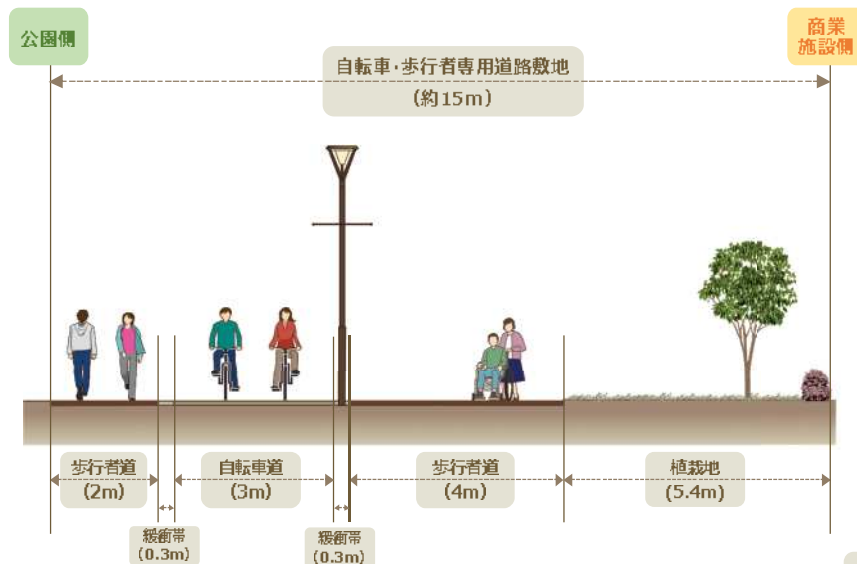 公園側
商業
施設側
自転車・歩行者専用道路敷地
(約15m)
歩行者道
(2m)
自転車道
(3m)
歩行者道
(4m)
植栽地
(5.4m)
緩衝帯
(0.3m)
緩衝帯
(0.3m)